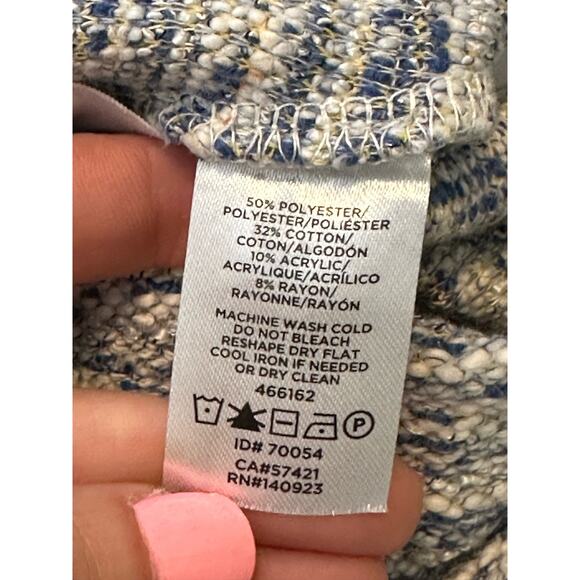 50% POLYESTER/
POLYESTER/POLIÉSTER
32% COTTON/
COTON/ALGODÓN
10% ACRYLIC/
ACRYLIQUE/ACRÍLICO
8% RAYON/
RAYONNE/RAYÓN
MACHINE WASH COLD
DO NOT BLEACH
RESHAPE DRY FLAT
COOL IRON IF NEEDED
OR DRY CLEAN
466162
P
ID# 70054
CA#57421
RN#140923